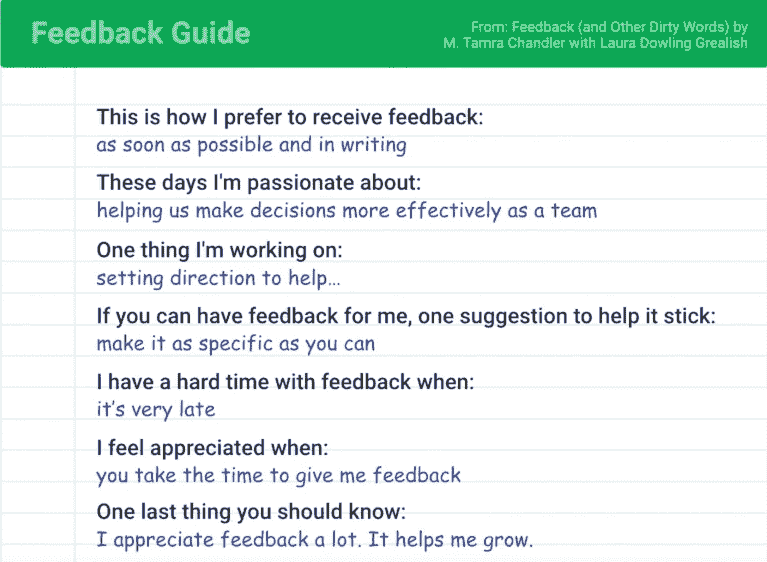 Feedback Guide
From: Feedback (and Other Dirty Words) by
M. Tamra Chandler with Laura Dowling Grealish
This is how I prefer to receive feedback:
as soon as possible and in writing
These days I'm passionate about:
helping us make decisions more effectively as a team
One thing I'm working on:
setting direction to help...
If you can have feedback for me, one suggestion to help it stick:
make it as specific as you can
I have a hard time with feedback when:
it's very late
I feel appreciated when:
you take the time to give me feedback
One last thing you should know:
I appreciate feedback a lot. It helps me grow.